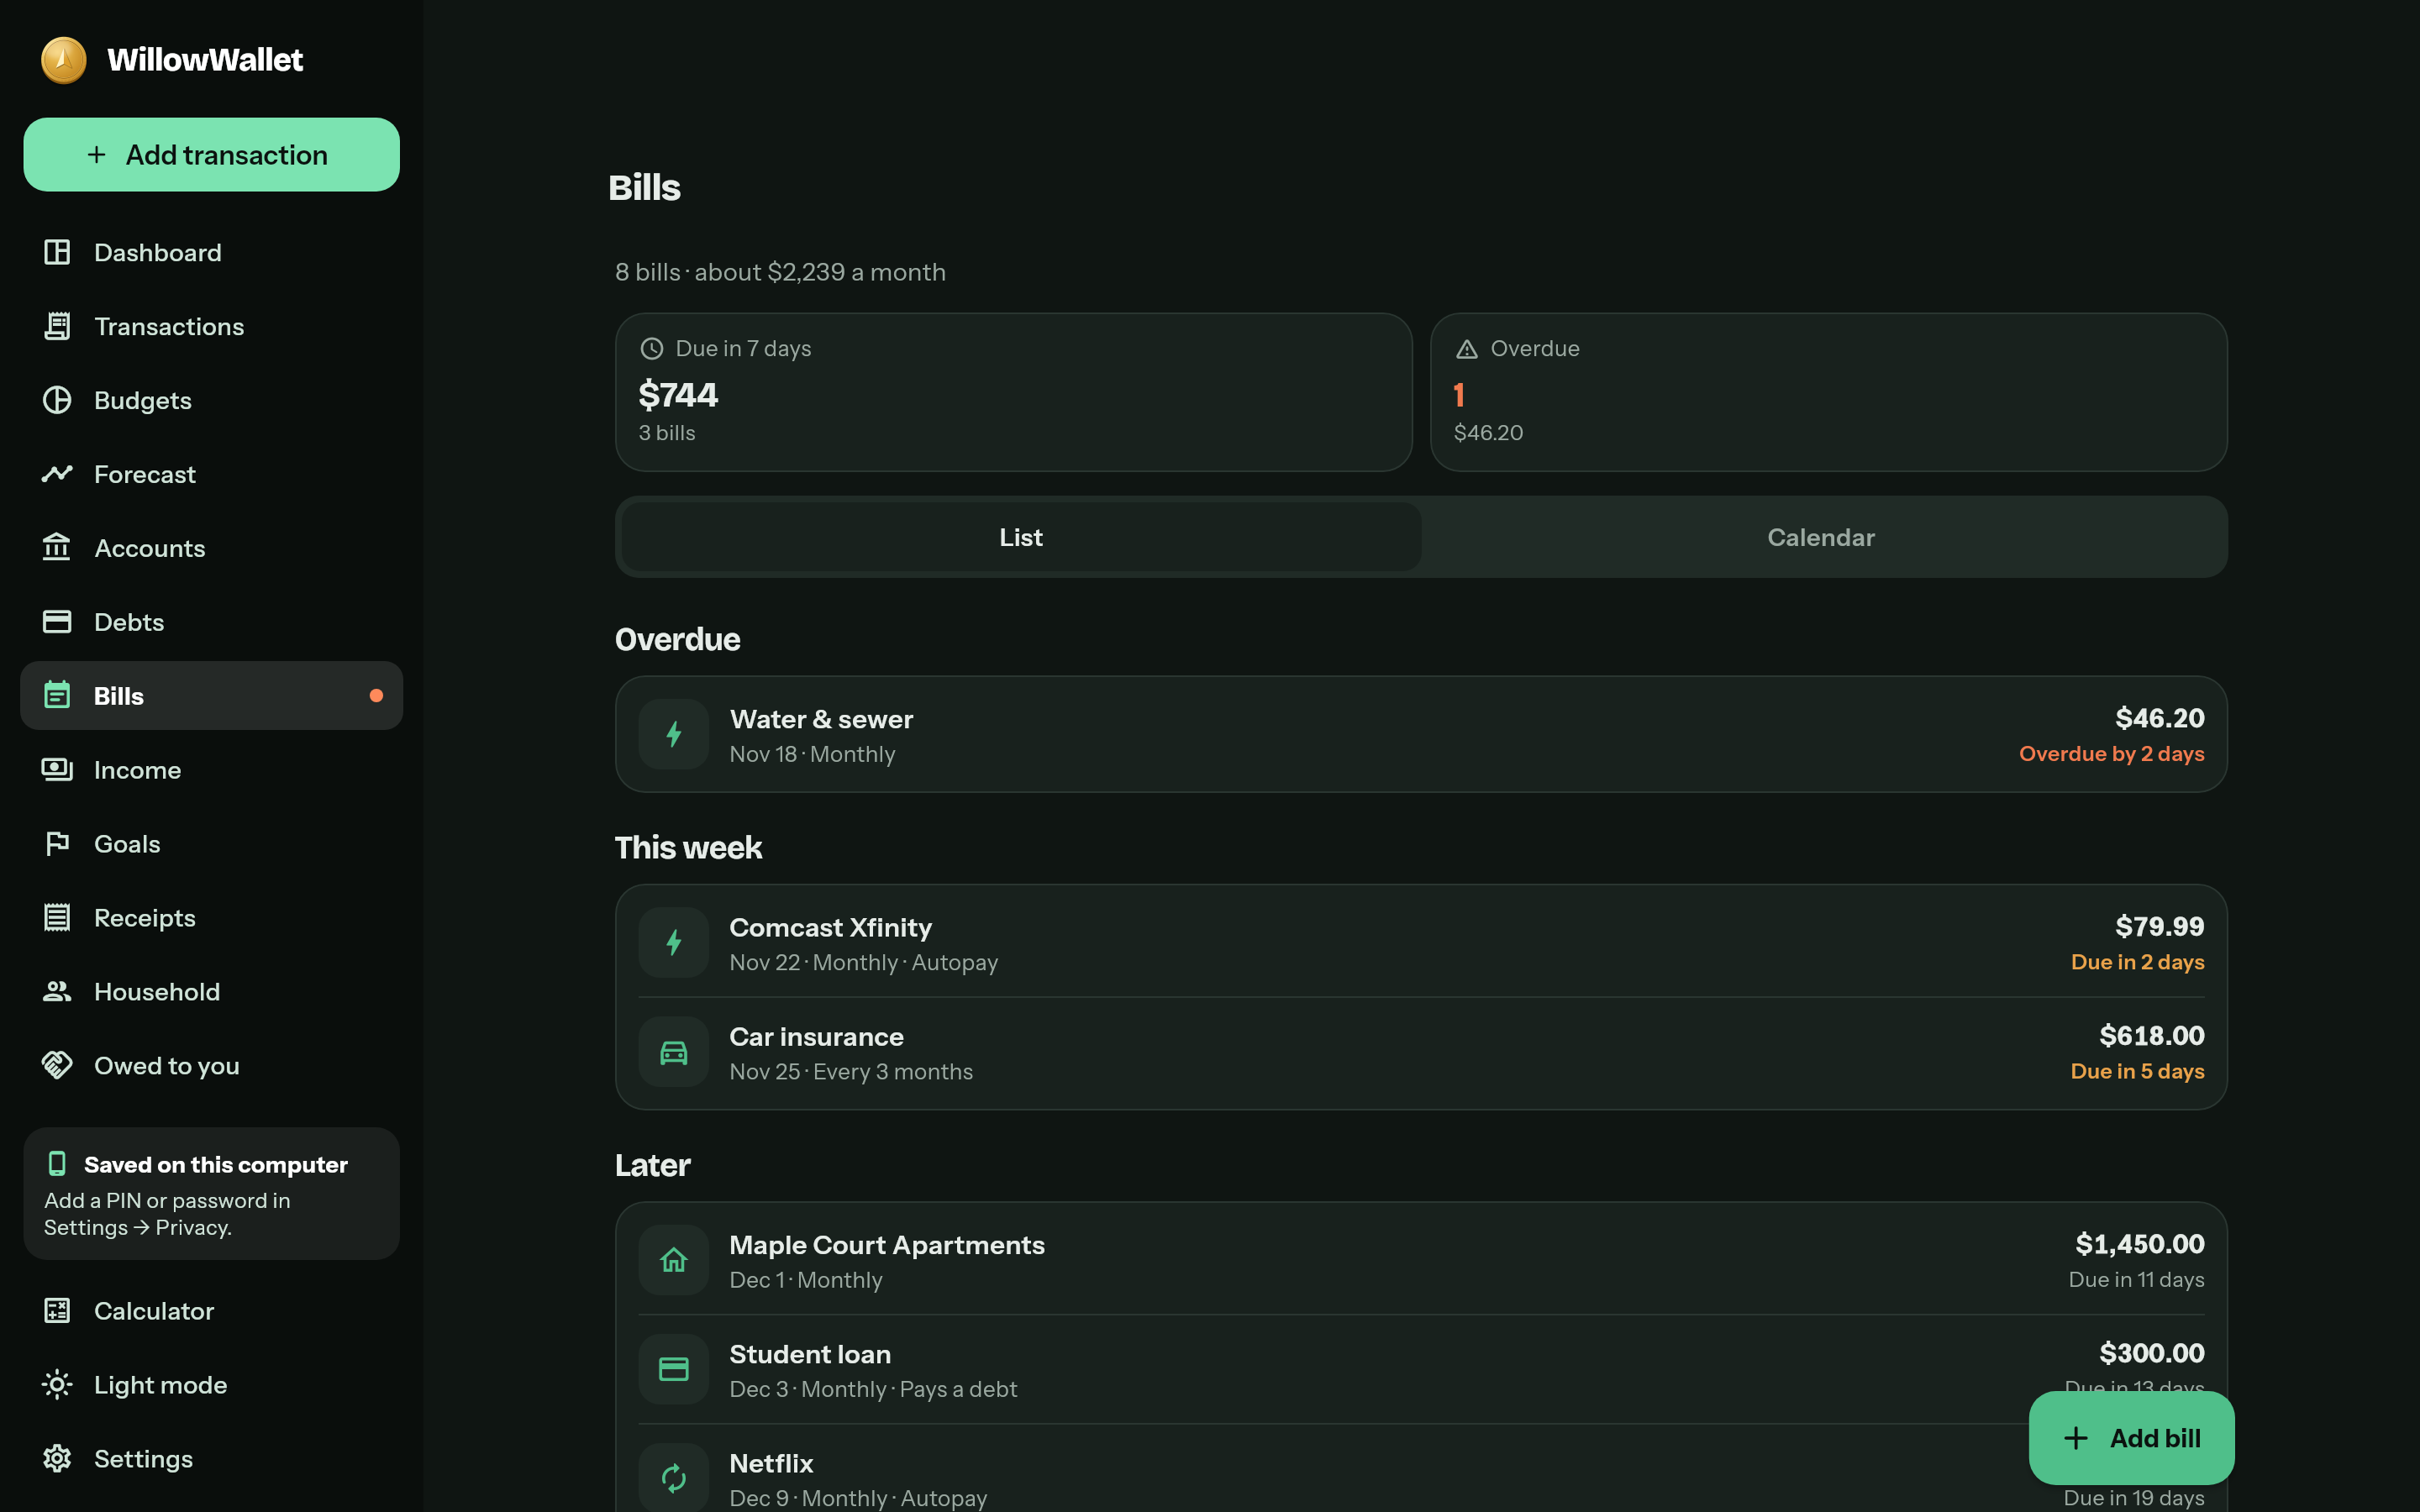 WillowWallet
+ Add transaction
Dashboard
Transactions
Budgets
Forecast
Accounts
Debts
Bills
Income
Goals
Receipts
Household
Owed to you
Saved on this computer
Add a PIN or password in
Settings → Privacy.
Calculator
Light mode
Settings
Bills
8 bills · about $2,239 a month
Due in 7 days
$744
3 bills
Overdue
1
$46.20
List
Calendar
Overdue
Water & sewer
$46.20
Nov 18 · Monthly
Overdue by 2 days
This week
Comcast Xfinity
$79.99
Nov 22 · Monthly · Autopay
Due in 2 days
Car insurance
$618.00
Nov 25 · Every 3 months
Due in 5 days
Later
Maple Court Apartments
$1,450.00
Dec 1 · Monthly
Due in 11 days
Student loan
$300.00
Dec 3 · Monthly · Pays a debt
Due in 13 days
+ Add bill
Netflix
Dec 9 · Monthly · Autopay
Due in 19 days